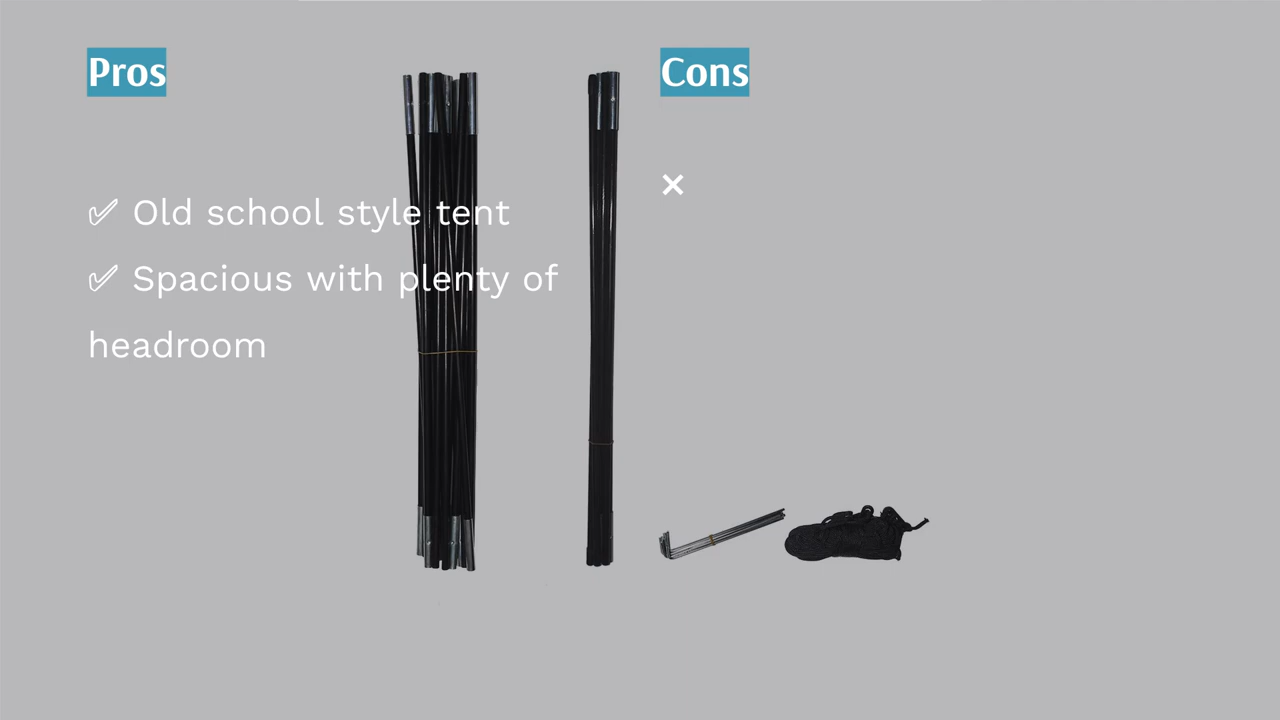 Pros
✅ Old school style tent
✅ Spacious with plenty of
headroom
Cons
✕